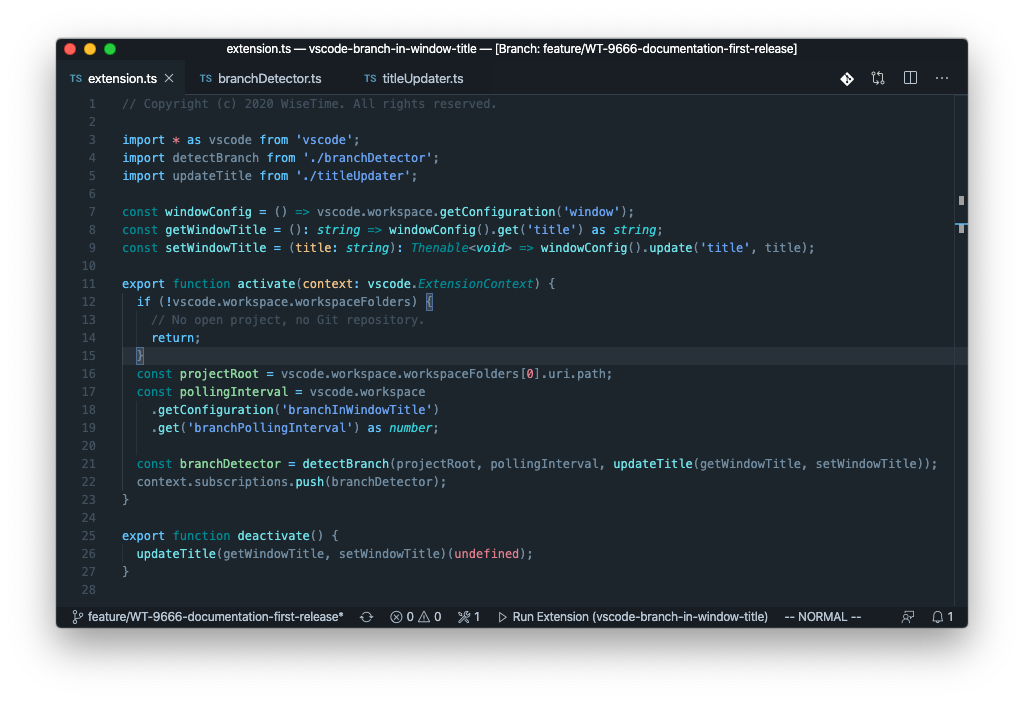 extension.ts — vscode-branch-in-window-title — [Branch: feature/WT-9666-documentation-first-release]
TS extension.ts × TS branchDetector.ts TS titleUpdater.ts ···
1 // Copyright (c) 2020 WiseTime. All rights reserved.
2
3 import * as vscode from 'vscode';
4 import detectBranch from './branchDetector';
5 import updateTitle from './titleUpdater';
6
7 const windowConfig = () => vscode.workspace.getConfiguration('window');
8 const getWindowTitle = (): string => windowConfig().get('title') as string;
9 const setWindowTitle = (title: string): Thenable<void> => windowConfig().update('title', title);
10
11 export function activate(context: vscode.ExtensionContext) {
12   if (!vscode.workspace.workspaceFolders) {
13     // No open project, no Git repository.
14     return;
15   }
16   const projectRoot = vscode.workspace.workspaceFolders[0].uri.path;
17   const pollingInterval = vscode.workspace
18     .getConfiguration('branchInWindowTitle')
19     .get('branchPollingInterval') as number;
20
21   const branchDetector = detectBranch(projectRoot, pollingInterval, updateTitle(getWindowTitle, setWindowTitle));
22   context.subscriptions.push(branchDetector);
23 }
24
25 export function deactivate() {
26   updateTitle(getWindowTitle, setWindowTitle)(undefined);
27 }
28
feature/WT-9666-documentation-first-release* 0 0 1 Run Extension (vscode-branch-in-window-title) -- NORMAL -- 1